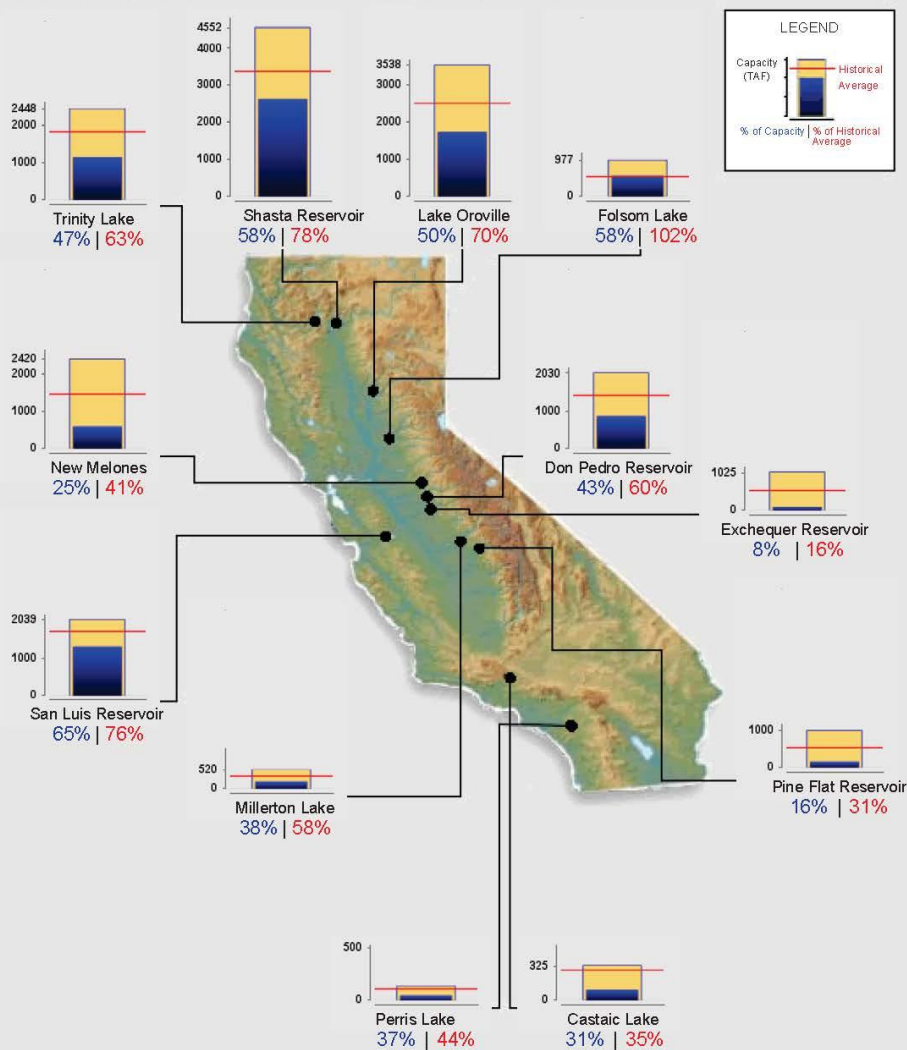 4552
4000
3000
2000
1000
0
Shasta Reservoir
58% | 78%
3538
3000
2000
1000
0
Lake Oroville
50% | 70%
LEGEND
Capacity
(TAF)
Historical
Average
% of Capacity | % of Historical
Average
2448
2000
1000
0
Trinity Lake
47% | 63%
977
0
Folsom Lake
58% | 102%
2420
2000
1000
0
New Melones
25% | 41%
2030
1000
0
Don Pedro Reservoir
43% | 60%
1025
0
Exchequer Reservoir
8% | 16%
2039
1000
0
San Luis Reservoir
65% | 76%
520
0
Millerton Lake
38% | 58%
1000
0
Pine Flat Reservoir
16% | 31%
500
0
Perris Lake
37% | 44%
325
0
Castaic Lake
31% | 35%